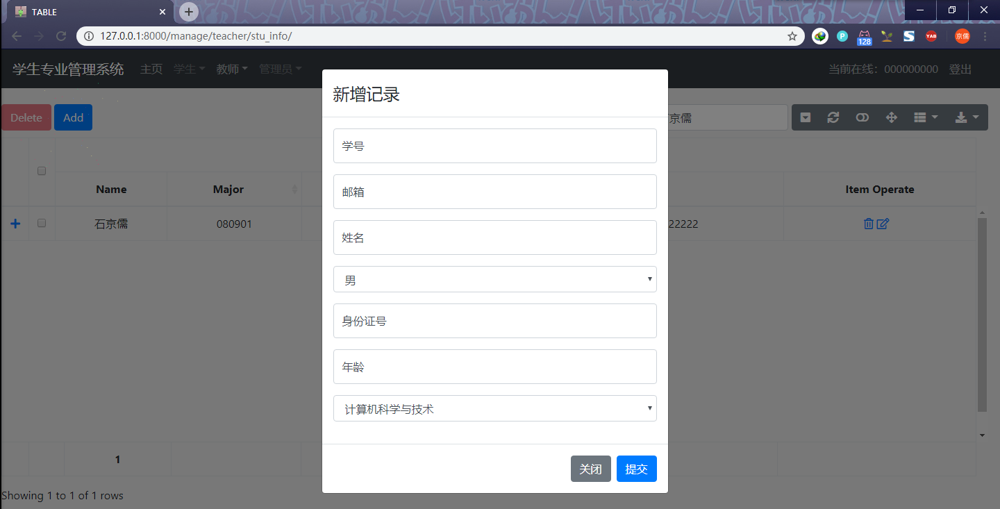 TABLE
127.0.0.1:8000/manage/teacher/stu_info/
P
128
S
YAB
京儒
学生专业管理系统 主页 学生 教师 管理员 当前在线：000000000 登出
新增记录
Delete Add 京儒
学号
Name Major Item Operate
邮箱
石京儒 080901 22222
姓名
男
身份证号
年龄
计算机科学与技术
1
关闭 提交
Showing 1 to 1 of 1 rows